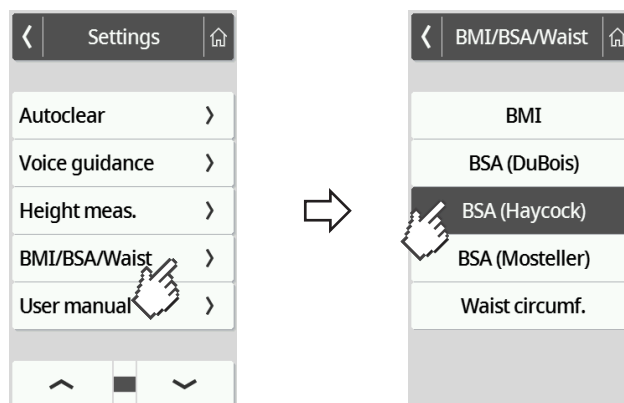 Settings
Autoclear
Voice guidance
Height meas.
BMI/BSA/Waist
User manual
BMI/BSA/Waist
BMI
BSA (DuBois)
BSA (Haycock)
BSA (Mosteller)
Waist circumf.